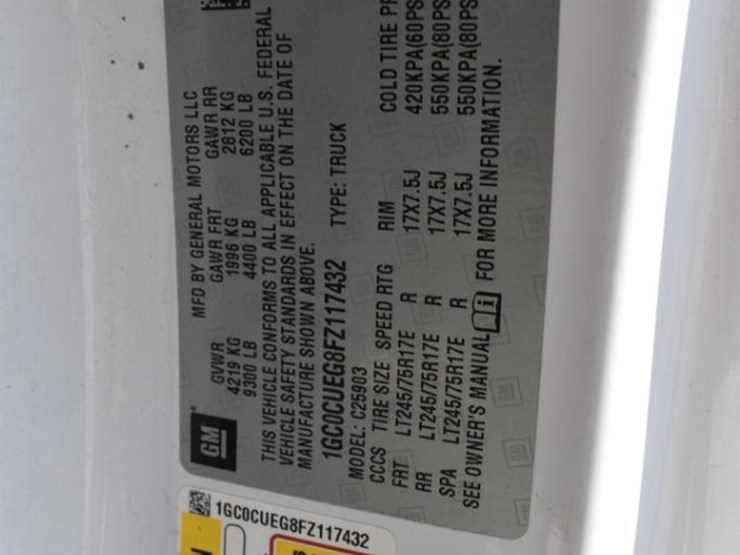 GM
MFD BY GENERAL MOTORS LLC
GVWR GAWR FRT GAWR RR
4219 KG 1996 KG 2812 KG
9300 LB 4400 LB 6200 LB
THIS VEHICLE CONFORMS TO ALL APPLICABLE U.S. FEDERAL
VEHICLE SAFETY STANDARDS IN EFFECT ON THE DATE OF
MANUFACTURE SHOWN ABOVE.
1GC0CUEG8FZ117432 TYPE: TRUCK
MODEL: C25903
CCCS TIRE SIZE SPEED RTG RIM COLD TIRE PR
FRT LT245/75R17E R 17X7.5J 420KPA(60PS
RR LT245/75R17E R 17X7.5J 550KPA(80PS
SPA LT245/75R17E R 17X7.5J 550KPA(80PS
SEE OWNER'S MANUAL i FOR MORE INFORMATION.
1GC0CUEG8FZ117432